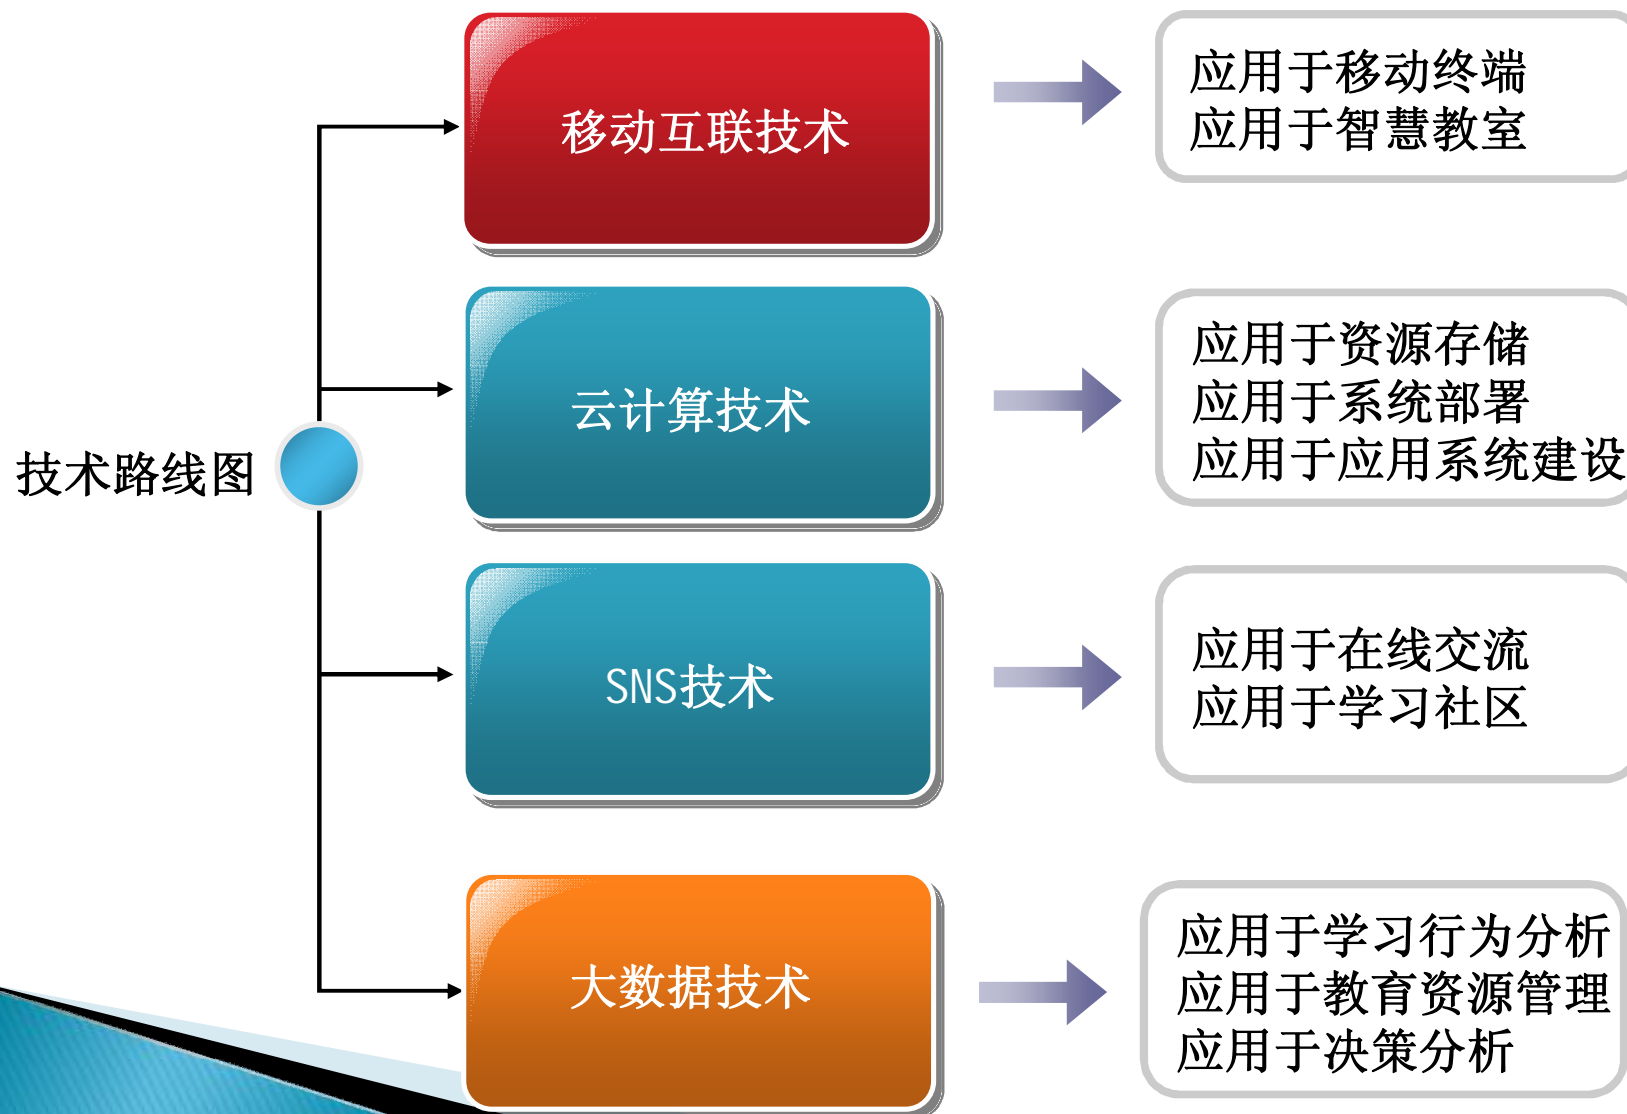 技术路线图
移动互联技术
应用于移动终端
应用于智慧教室
云计算技术
应用于资源存储
应用于系统部署
应用于应用系统建设
SNS技术
应用于在线交流
应用于学习社区
大数据技术
应用于学习行为分析
应用于教育资源管理
应用于决策分析